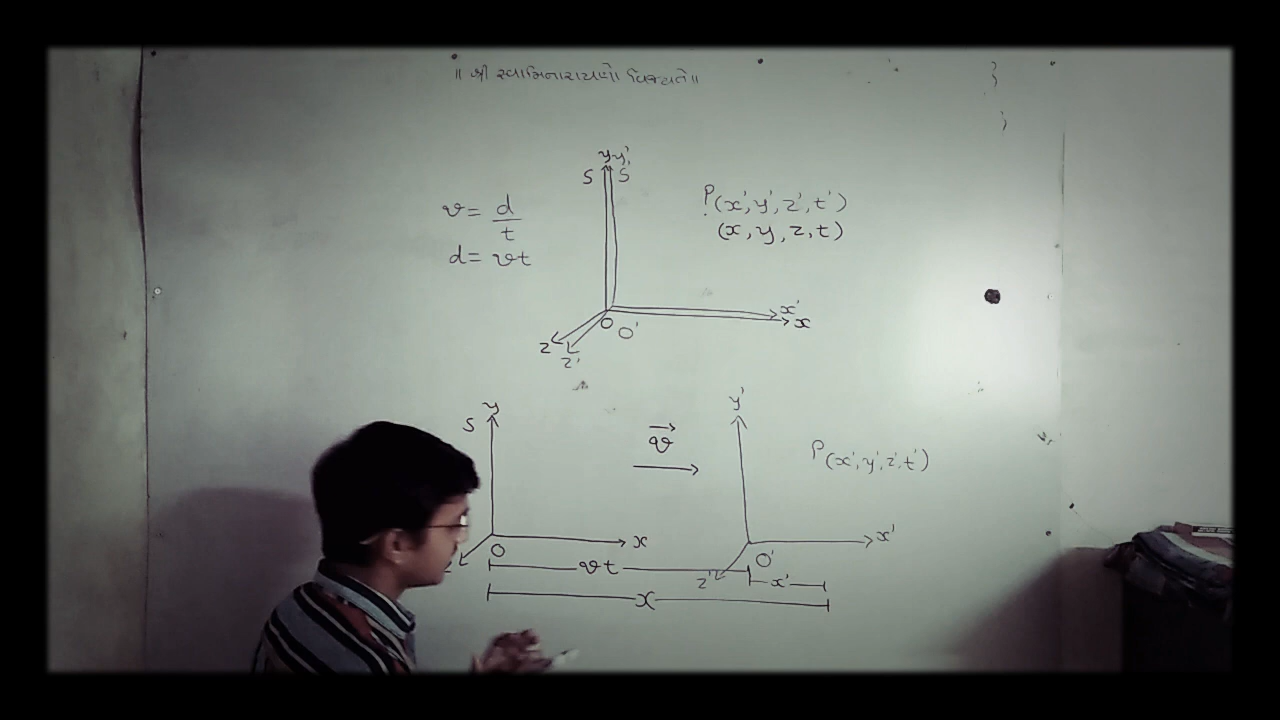 ॥ શ્રી સ્વામિનારાયણો વિજયતે ॥
y y'
S S'
v = d/t
d = vt
P(x', y', z', t')
(x, y, z, t)
x'
x
O O'
z
z'
y
S
v
y'
P(x', y', z', t')
x
O
z
x'
O'
z'
vt
x'
x